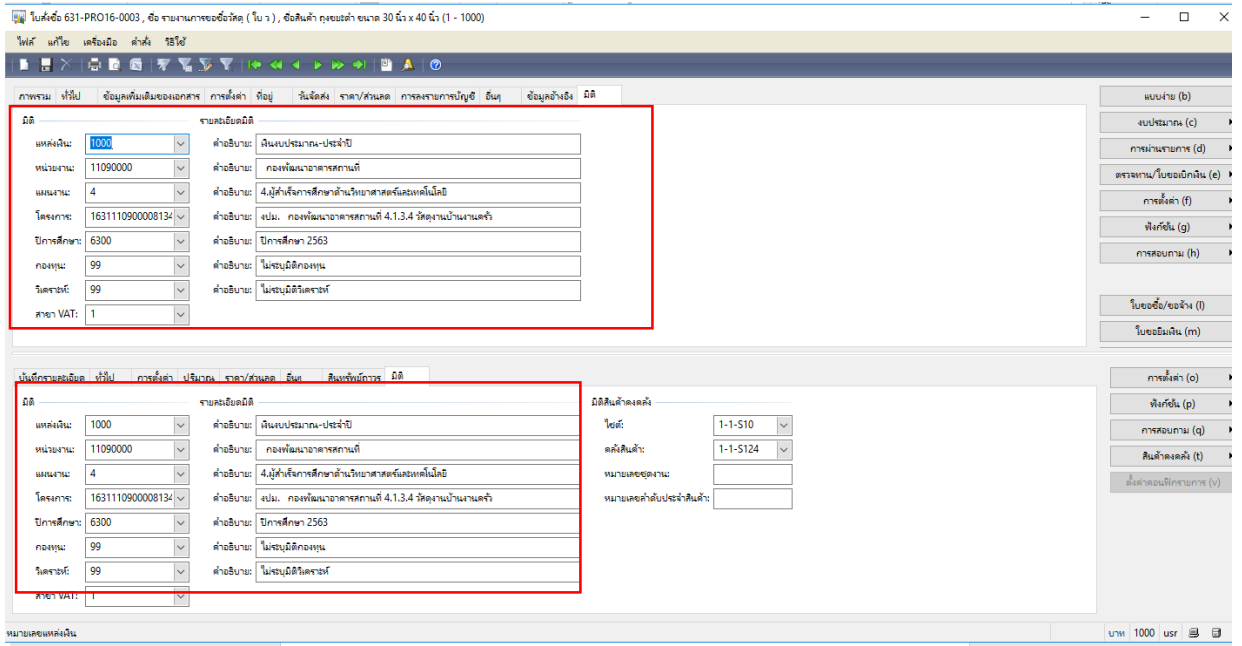 ใบสั่งซื้อ 631-PRO16-0003 , ชื่อ รายงานการขอซื้อวัสดุ ( ใบ ว ) , ชื่อสินค้า ถุงขยะดำ ขนาด 30 นิ้ว x 40 นิ้ว (1 - 1000)
ไฟล์ แก้ไข เครื่องมือ คำสั่ง วิธีใช้
ภาพรวม ทั่วไป ข้อมูลเพิ่มเติมของเอกสาร การตั้งค่า ที่อยู่ วันจัดส่ง ราคา/ส่วนลด การลงรายการบัญชี อื่นๆ ข้อมูลอ้างอิง มิติ
มิติ รายละเอียดมิติ
แหล่งเงิน: 1000 คำอธิบาย: เงินงบประมาณ-ประจำปี
หน่วยงาน: 11090000 คำอธิบาย: กองพัฒนาอาคารสถานที่
แผนงาน: 4 คำอธิบาย: 4.ผู้สำเร็จการศึกษาด้านวิทยาศาสตร์และเทคโนโลยี
โครงการ: 1631110900008134 คำอธิบาย: งปม. กองพัฒนาอาคารสถานที่ 4.1.3.4 วัสดุงานบ้านงานครัว
ปีการศึกษา: 6300 คำอธิบาย: ปีการศึกษา 2563
กองทุน: 99 คำอธิบาย: ไม่ระบุมิติกองทุน
วิเคราะห์: 99 คำอธิบาย: ไม่ระบุมิติวิเคราะห์
สาขา VAT: 1
แบบง่าย (b)
งบประมาณ (c)
การผ่านรายการ (d)
ตรวจทาน/ใบขอเบิกเงิน (e)
การตั้งค่า (f)
ฟังก์ชัน (g)
การสอบถาม (h)
ใบขอซื้อ/ขอจ้าง (l)
ใบขอยืมเงิน (m)
บันทึกรายละเอียด ทั่วไป การตั้งค่า ปริมาณ ราคา/ส่วนลด อื่นๆ สินทรัพย์ถาวร มิติ
มิติ รายละเอียดมิติ มิติสินค้าคงคลัง
แหล่งเงิน: 1000 คำอธิบาย: เงินงบประมาณ-ประจำปี ไซต์: 1-1-S10
หน่วยงาน: 11090000 คำอธิบาย: กองพัฒนาอาคารสถานที่ คลังสินค้า: 1-1-S124
แผนงาน: 4 คำอธิบาย: 4.ผู้สำเร็จการศึกษาด้านวิทยาศาสตร์และเทคโนโลยี หมายเลขชุดงาน:
โครงการ: 1631110900008134 คำอธิบาย: งปม. กองพัฒนาอาคารสถานที่ 4.1.3.4 วัสดุงานบ้านงานครัว หมายเลขลำดับประจำสินค้า:
ปีการศึกษา: 6300 คำอธิบาย: ปีการศึกษา 2563
กองทุน: 99 คำอธิบาย: ไม่ระบุมิติกองทุน
วิเคราะห์: 99 คำอธิบาย: ไม่ระบุมิติวิเคราะห์
สาขา VAT: 1
การตั้งค่า (o)
ฟังก์ชัน (p)
การสอบถาม (q)
สินค้าคงคลัง (t)
ตั้งค่าคอนฟิกรายการ (v)
หมายเลขแหล่งเงิน บาท 1000 usr